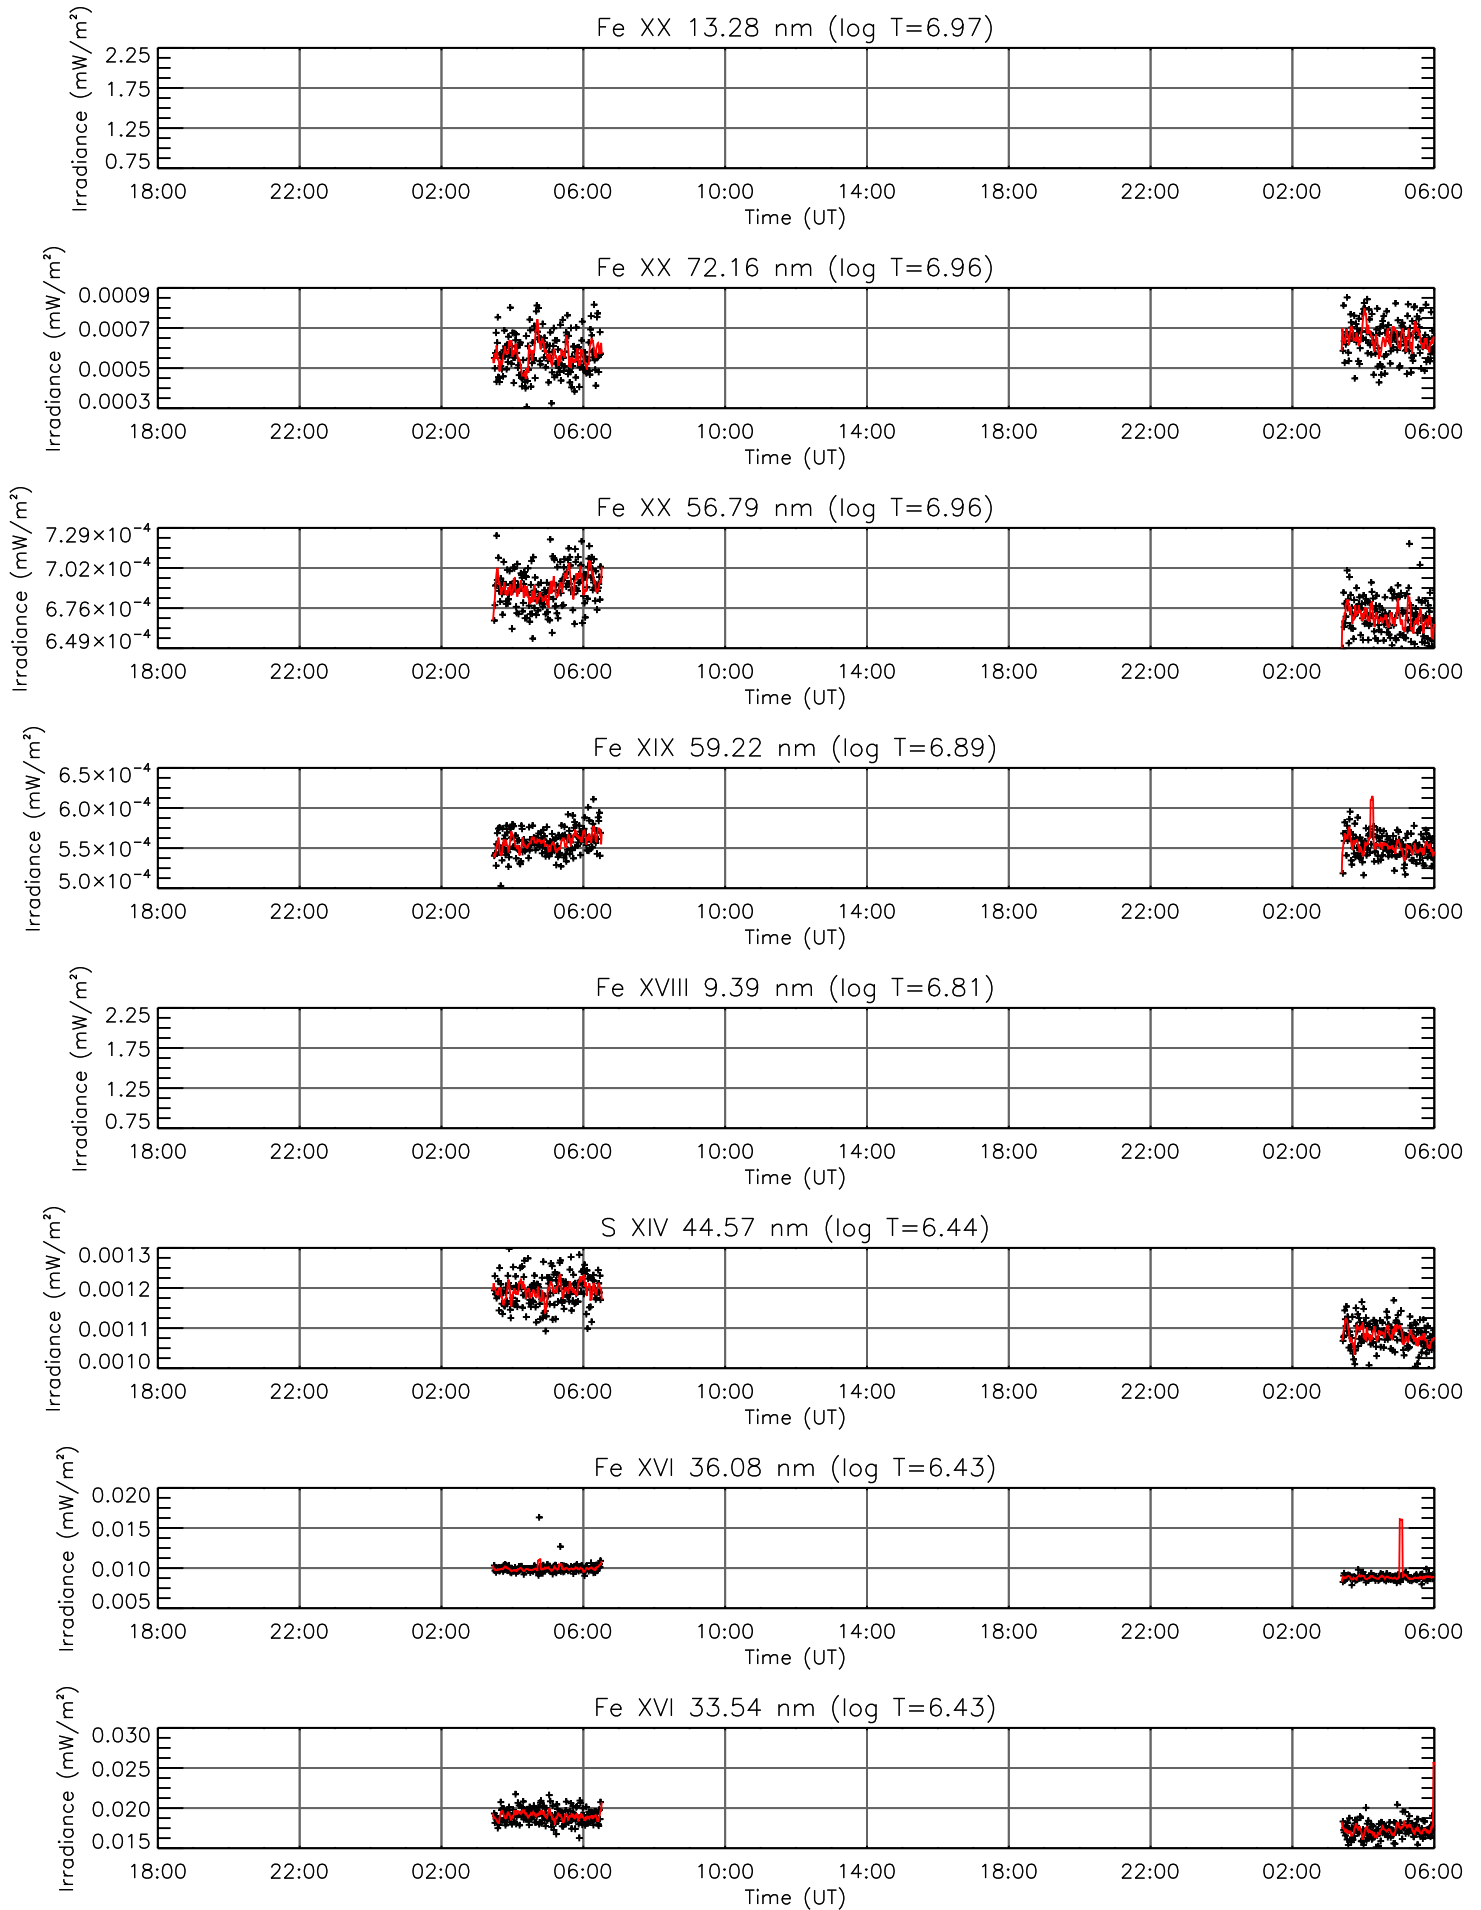 Fe XX 13.28 nm (log T=6.97)
Irradiance (mW/m²)
2.25
1.75
1.25
0.75
18:00 22:00 02:00 06:00 10:00 14:00 18:00 22:00 02:00 06:00
Time (UT)
Fe XX 72.16 nm (log T=6.96)
Irradiance (mW/m²)
0.0009
0.0007
0.0005
0.0003
18:00 22:00 02:00 06:00 10:00 14:00 18:00 22:00 02:00 06:00
Time (UT)
Fe XX 56.79 nm (log T=6.96)
Irradiance (mW/m²)
7.29×10⁻⁴
7.02×10⁻⁴
6.76×10⁻⁴
6.49×10⁻⁴
18:00 22:00 02:00 06:00 10:00 14:00 18:00 22:00 02:00 06:00
Time (UT)
Fe XIX 59.22 nm (log T=6.89)
Irradiance (mW/m²)
6.5×10⁻⁴
6.0×10⁻⁴
5.5×10⁻⁴
5.0×10⁻⁴
18:00 22:00 02:00 06:00 10:00 14:00 18:00 22:00 02:00 06:00
Time (UT)
Fe XVIII 9.39 nm (log T=6.81)
Irradiance (mW/m²)
2.25
1.75
1.25
0.75
18:00 22:00 02:00 06:00 10:00 14:00 18:00 22:00 02:00 06:00
Time (UT)
S XIV 44.57 nm (log T=6.44)
Irradiance (mW/m²)
0.0013
0.0012
0.0011
0.0010
18:00 22:00 02:00 06:00 10:00 14:00 18:00 22:00 02:00 06:00
Time (UT)
Fe XVI 36.08 nm (log T=6.43)
Irradiance (mW/m²)
0.020
0.015
0.010
0.005
18:00 22:00 02:00 06:00 10:00 14:00 18:00 22:00 02:00 06:00
Time (UT)
Fe XVI 33.54 nm (log T=6.43)
Irradiance (mW/m²)
0.030
0.025
0.020
0.015
18:00 22:00 02:00 06:00 10:00 14:00 18:00 22:00 02:00 06:00
Time (UT)